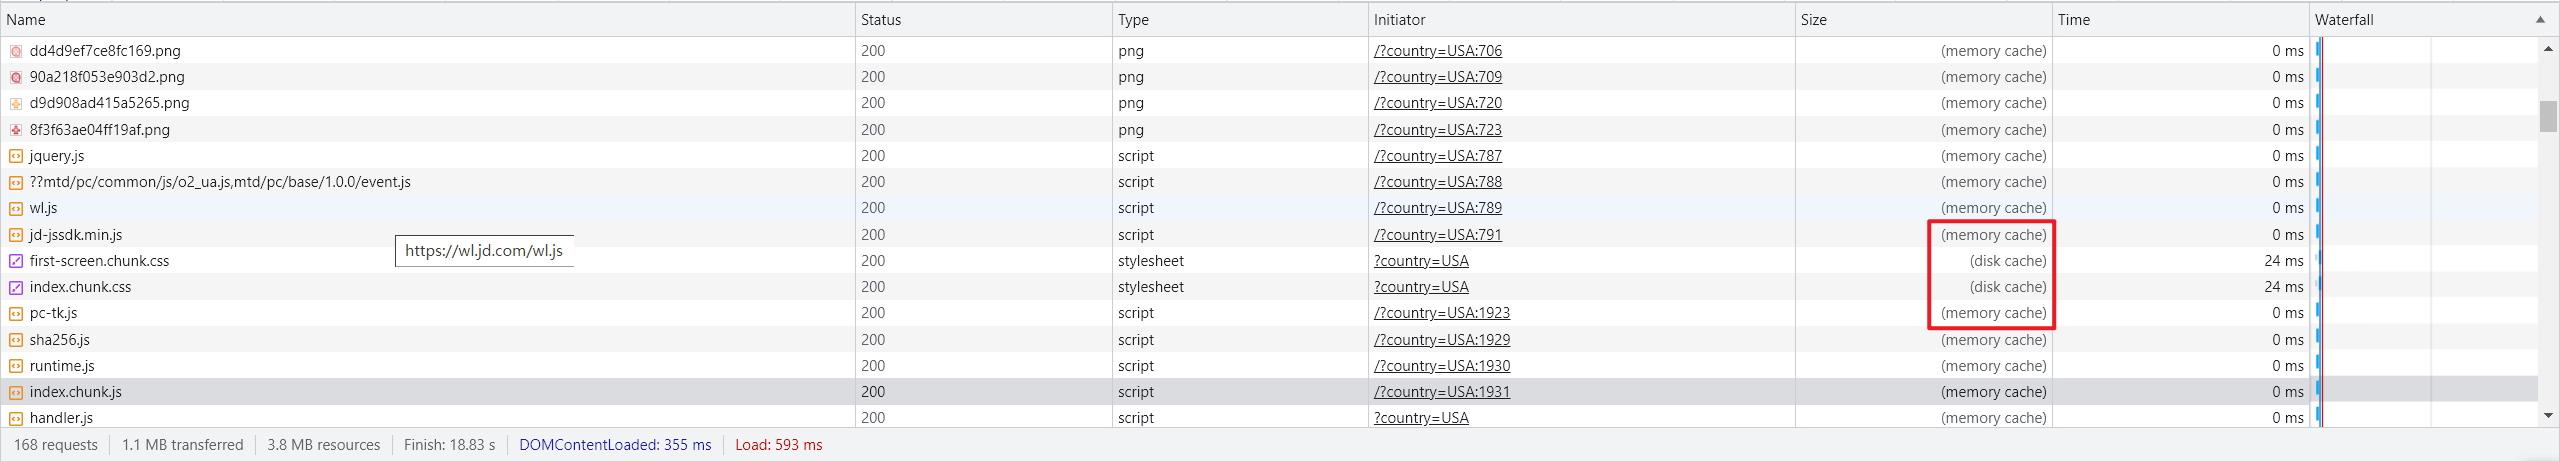 Name Status Type Initiator Size Time Waterfall
dd4d9ef7ce8fc169.png 200 png /?country=USA:706 (memory cache) 0 ms
90a218f053e903d2.png 200 png /?country=USA:709 (memory cache) 0 ms
d9d908ad415a5265.png 200 png /?country=USA:720 (memory cache) 0 ms
8f3f63ae04ff19af.png 200 png /?country=USA:723 (memory cache) 0 ms
jquery.js 200 script /?country=USA:787 (memory cache) 0 ms
??mtd/pc/common/js/o2_ua.js,mtd/pc/base/1.0.0/event.js 200 script /?country=USA:788 (memory cache) 0 ms
wl.js 200 script /?country=USA:789 (memory cache) 0 ms
jd-jssdk.min.js 200 script /?country=USA:791 (memory cache) 0 ms
https://wl.jd.com/wl.js
first-screen.chunk.css 200 stylesheet ?country=USA (disk cache) 24 ms
index.chunk.css 200 stylesheet ?country=USA (disk cache) 24 ms
pc-tk.js 200 script /?country=USA:1923 (memory cache) 0 ms
sha256.js 200 script /?country=USA:1929 (memory cache) 0 ms
runtime.js 200 script /?country=USA:1930 (memory cache) 0 ms
index.chunk.js 200 script /?country=USA:1931 (memory cache) 0 ms
handler.js 200 script ?country=USA (memory cache) 0 ms
168 requests 1.1 MB transferred 3.8 MB resources Finish: 18.83 s DOMContentLoaded: 355 ms Load: 593 ms